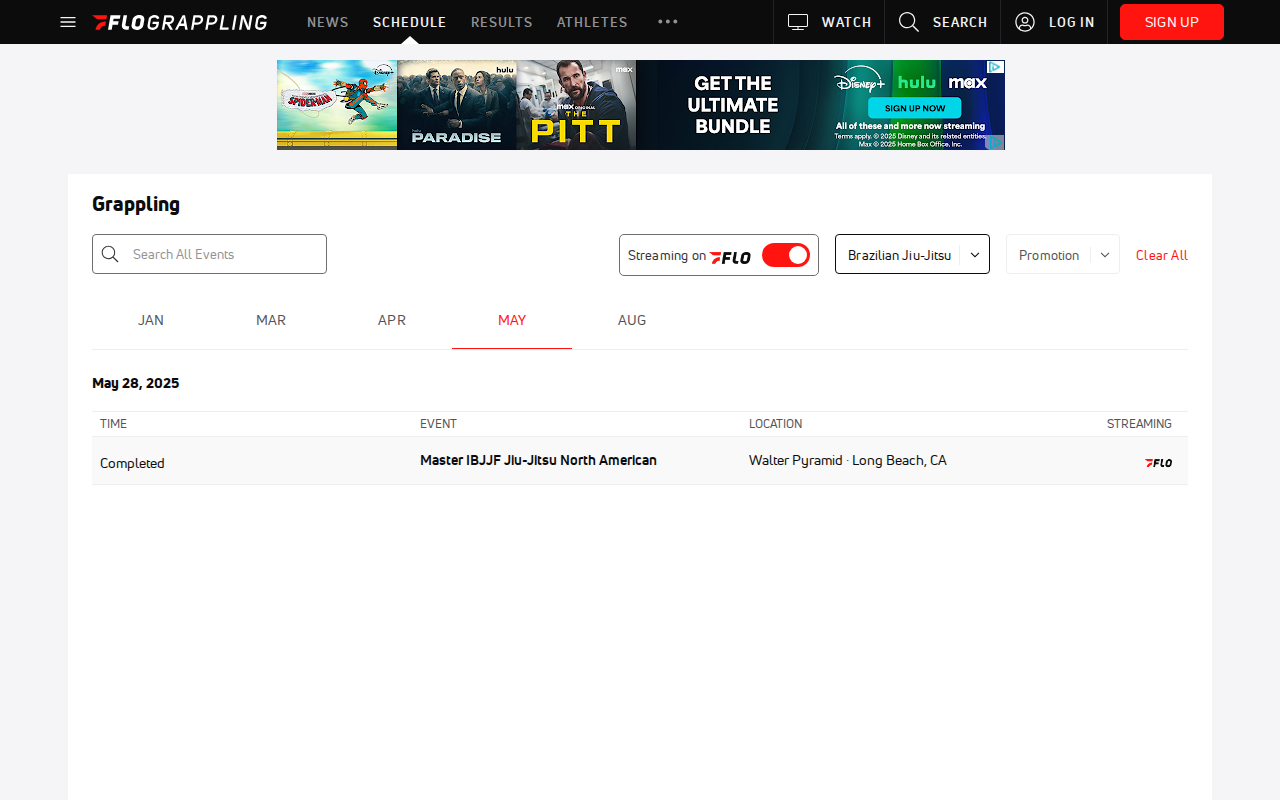 FLOGRAPPLING
NEWS
SCHEDULE
RESULTS
ATHLETES
WATCH
SEARCH
LOG IN
SIGN UP
Disney+
SPIDER-MAN
hulu
PARADISE
max
max ORIGINAL
THE
PITT
GET THE
ULTIMATE
BUNDLE
Disney+ hulu max
SIGN UP NOW
All of these and more now streaming
Terms apply. © 2025 Disney and its related entities.
Max © 2025 Home Box Office, Inc.
Grappling
Search All Events
Streaming on FLO
Brazilian Jiu-Jitsu
Promotion
Clear All
JAN
MAR
APR
MAY
AUG
May 28, 2025
TIME
EVENT
LOCATION
STREAMING
Completed
Master IBJJF Jiu-Jitsu North American
Walter Pyramid · Long Beach, CA
FLO